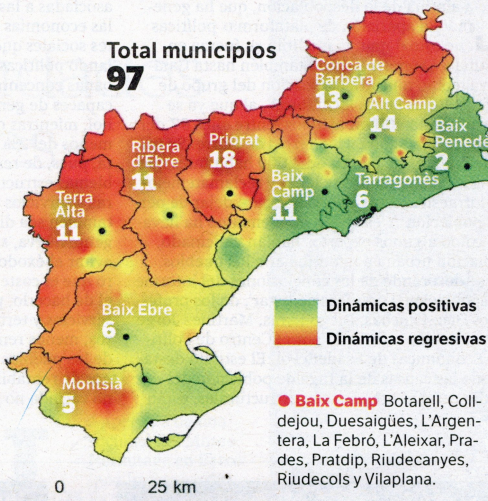 Total municipios
97
Conca de
Barberà
13
Alt Camp
14
Baix
Pened
2
Ribera
d'Ebre
11
Priorat
18
Baix
Camp
11
Tarragonès
6
Terra
Alta
11
Baix Ebre
6
Montsià
5
Dinámicas positivas
Dinámicas regresivas
● Baix Camp Botarell, Coll-
dejou, Duesaigües, L'Argen-
tera, La Febró, L'Aleixar, Pra-
des, Pratdip, Riudecanyes,
Riudecols y Vilaplana.
0 25 km